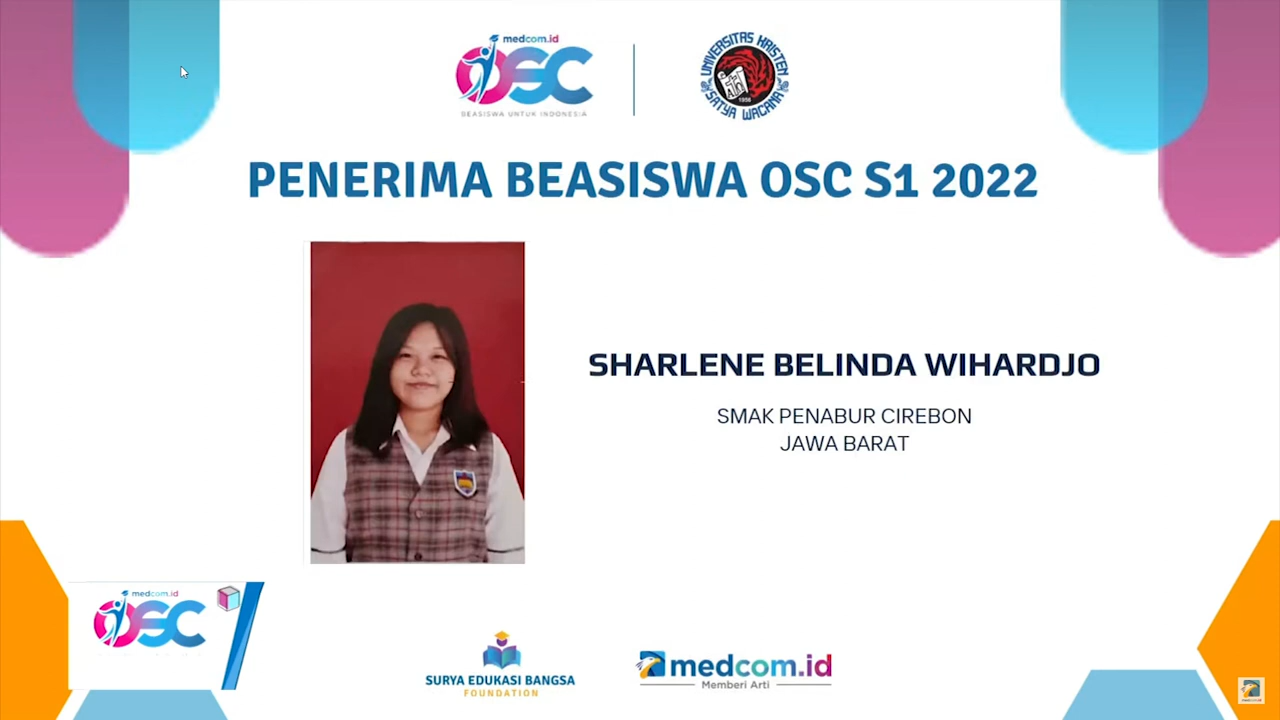 medcom.id
OSC
BEASISWA UNTUK INDONESIA
UNIVERSITAS KRISTEN
SATYA WACANA
1956
PENERIMA BEASISWA OSC S1 2022
SHARLENE BELINDA WIHARDJO
SMAK PENABUR CIREBON
JAWA BARAT
medcom.id
OSC
SURYA EDUKASI BANGSA
FOUNDATION
medcom.id
Memberi Arti